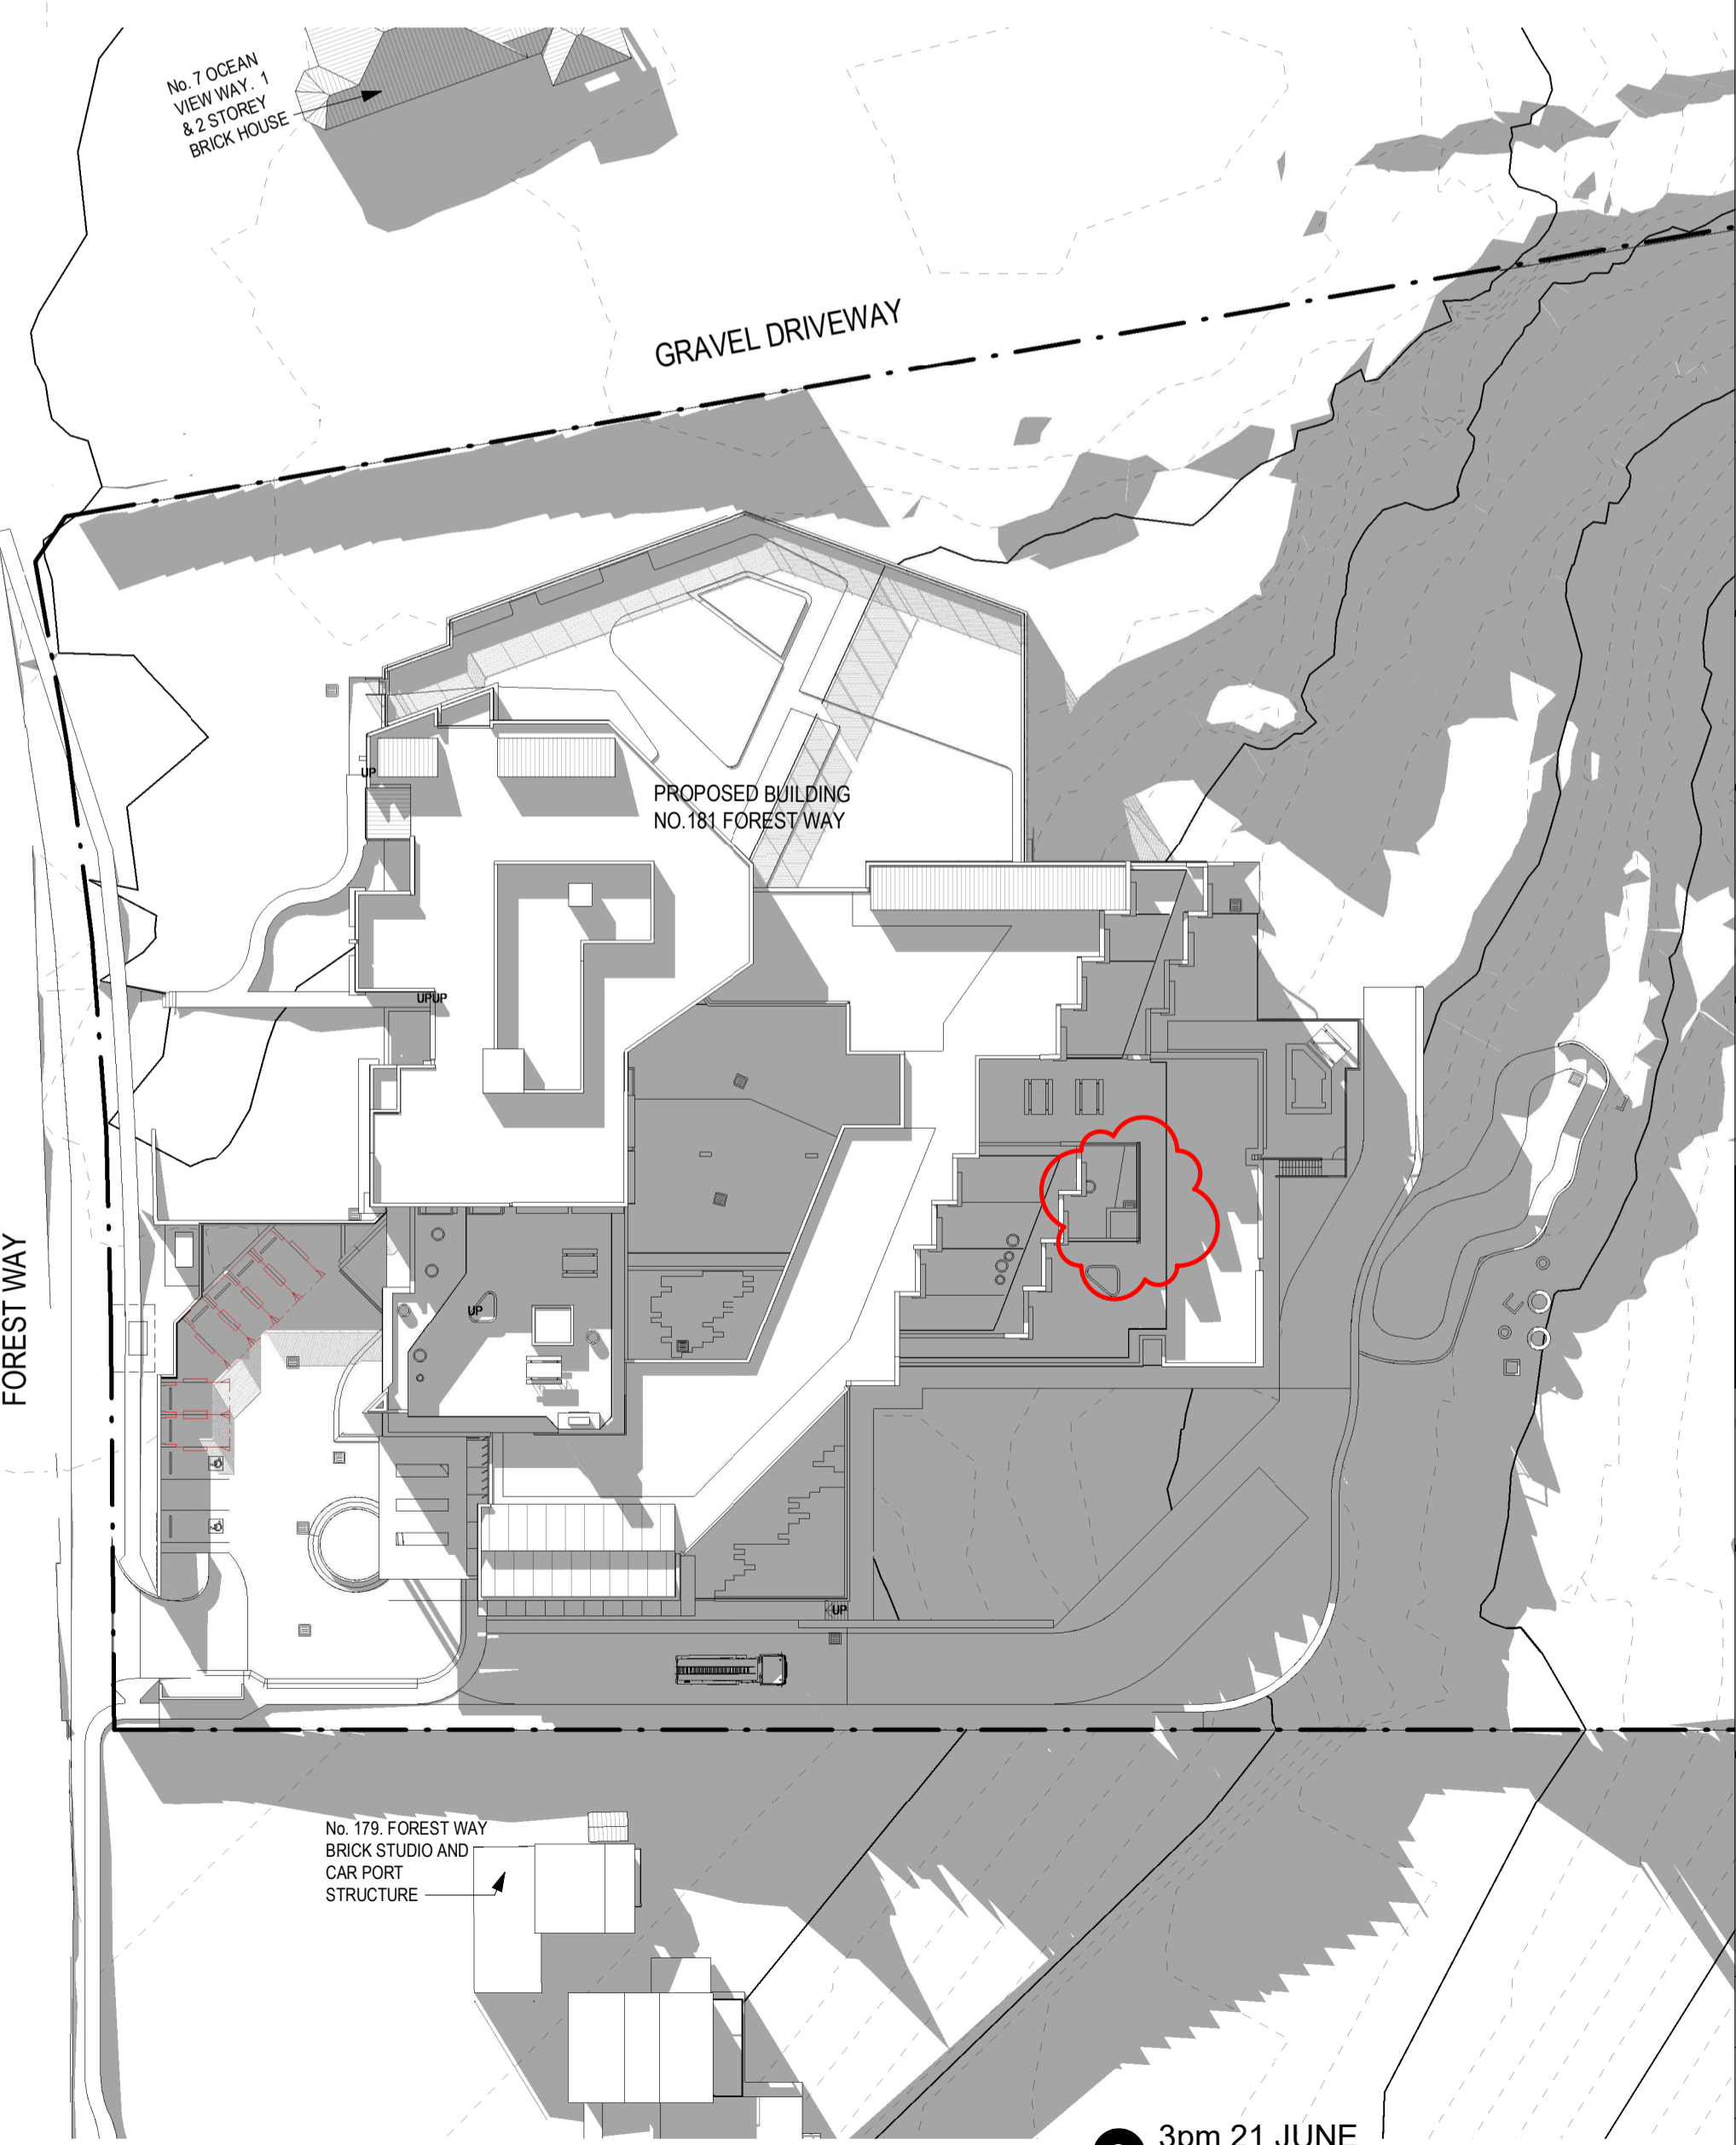 No. 7 OCEAN
VIEW WAY. 1
& 2 STOREY
BRICK HOUSE
GRAVEL DRIVEWAY
UP
PROPOSED BUILDING
NO.181 FOREST WAY
UPUP
FOREST WAY
UP
UP
No. 179. FOREST WAY
BRICK STUDIO AND
CAR PORT
STRUCTURE
3pm 21 JUNE